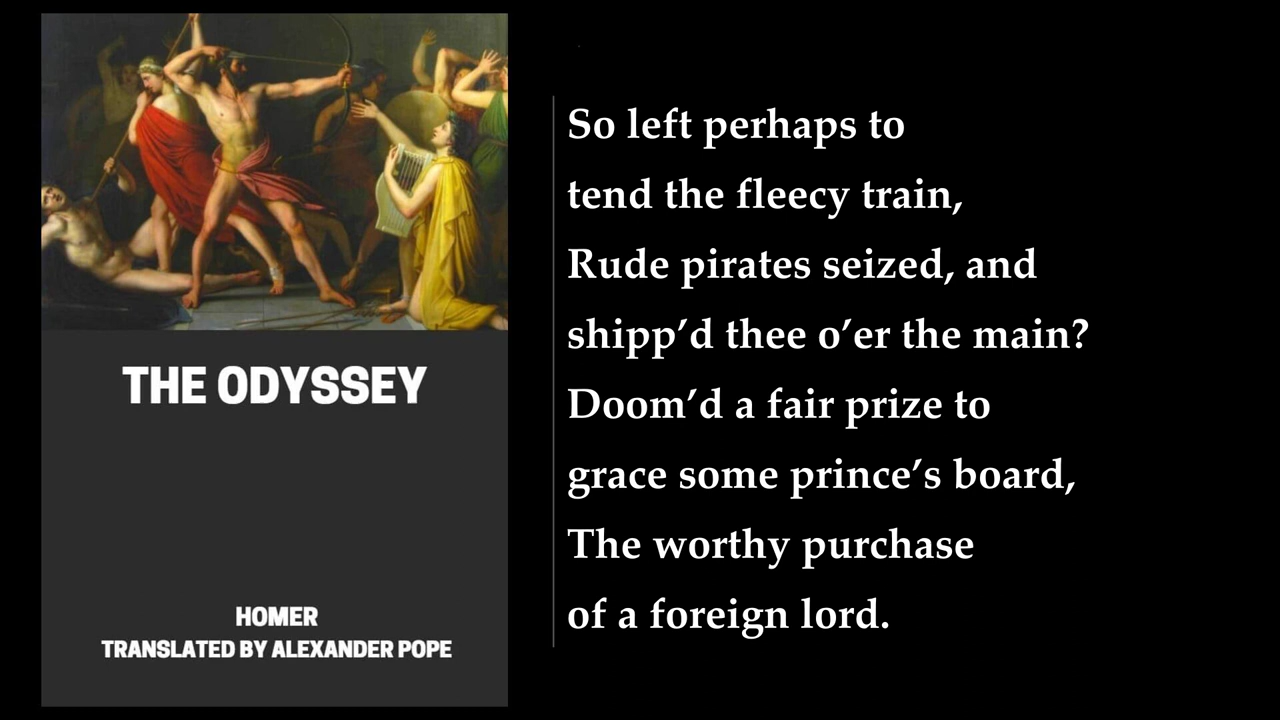 THE ODYSSEY
HOMER
TRANSLATED BY ALEXANDER POPE
So left perhaps to
tend the fleecy train,
Rude pirates seized, and
shipp’d thee o’er the main?
Doom’d a fair prize to
grace some prince’s board,
The worthy purchase
of a foreign lord.